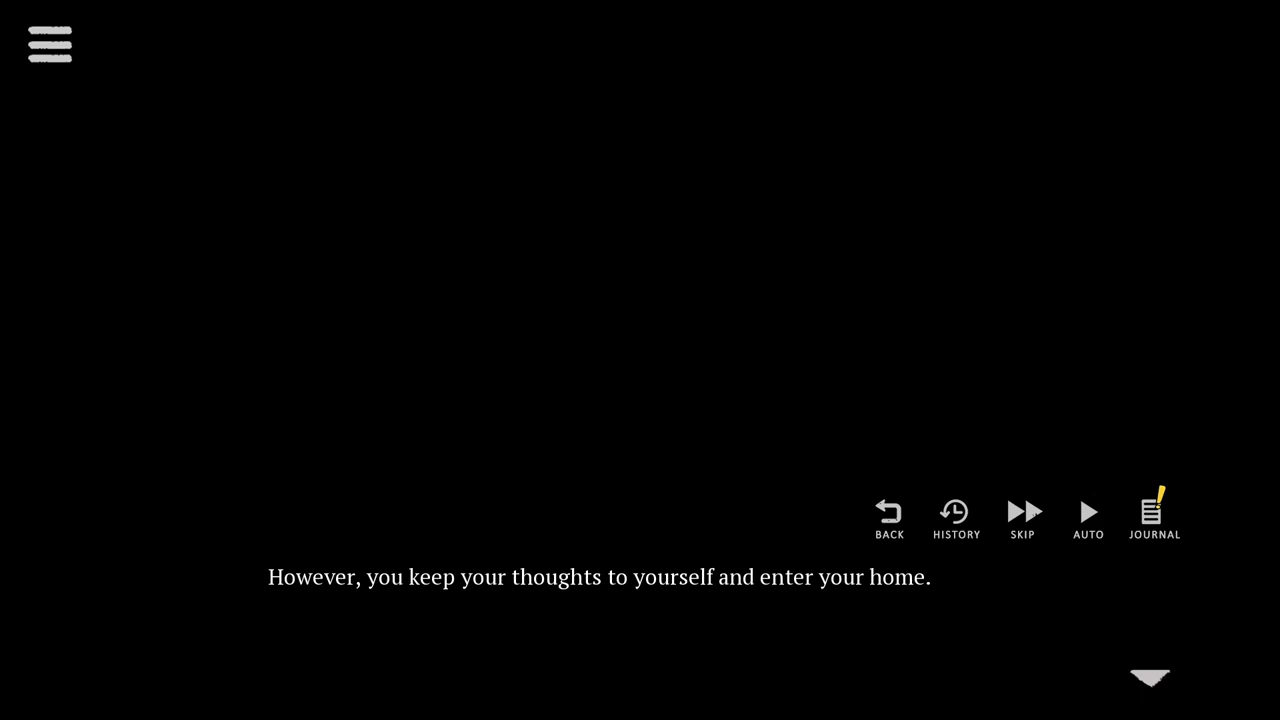 BACK HISTORY SKIP AUTO JOURNAL
However, you keep your thoughts to yourself and enter your home.